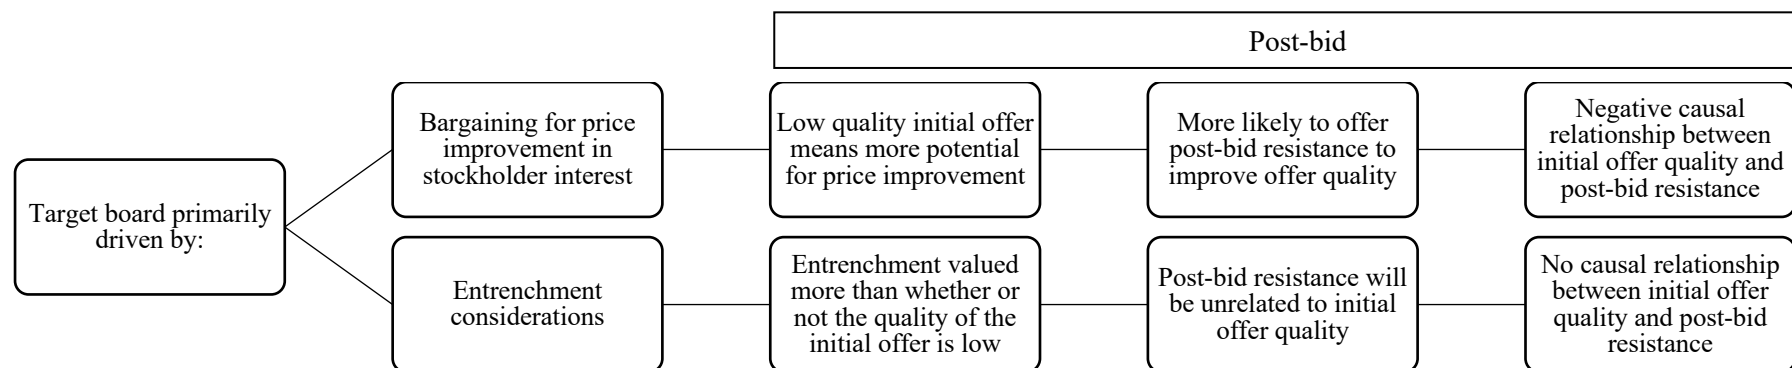 Post-bid
Target board primarily
driven by:
Bargaining for price
improvement in
stockholder interest
Low quality initial offer
means more potential
for price improvement
More likely to offer
post-bid resistance to
improve offer quality
Negative causal
relationship between
initial offer quality and
post-bid resistance
Entrenchment
considerations
Entrenchment valued
more than whether or
not the quality of the
initial offer is low
Post-bid resistance will
be unrelated to initial
offer quality
No causal relationship
between initial offer
quality and post-bid
resistance